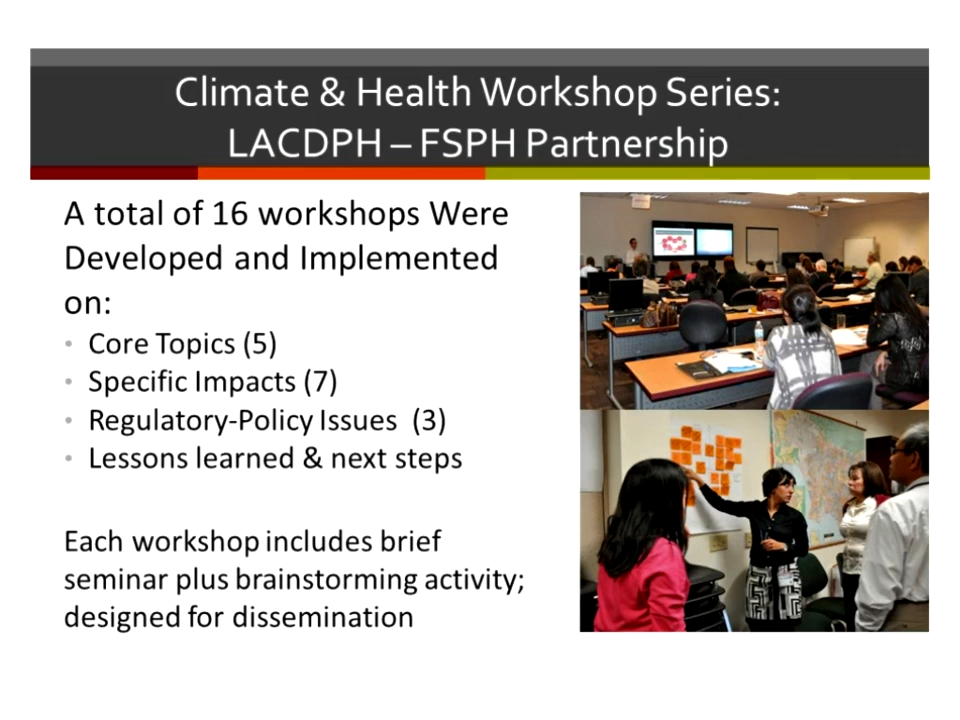 Climate & Health Workshop Series:
LACDPH – FSPH Partnership
A total of 16 workshops Were
Developed and Implemented
on:
• Core Topics (5)
• Specific Impacts (7)
• Regulatory-Policy Issues  (3)
• Lessons learned & next steps
Each workshop includes brief
seminar plus brainstorming activity;
designed for dissemination